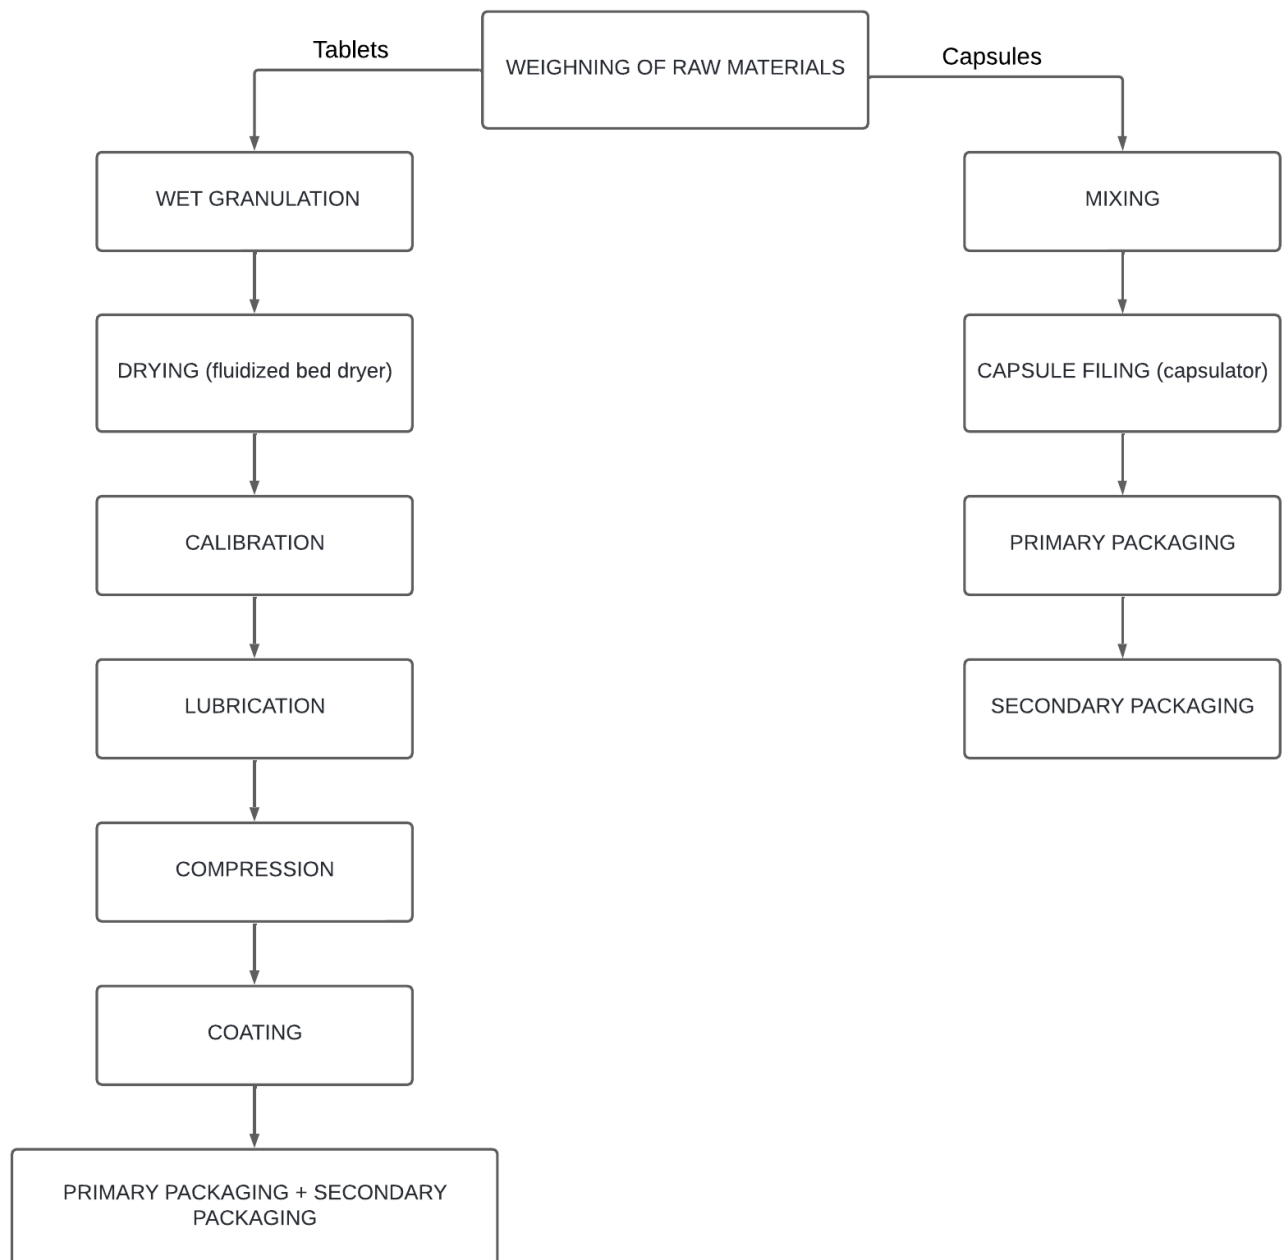 Tablets
WEIGHNING OF RAW MATERIALS
Capsules
WET GRANULATION
MIXING
DRYING (fluidized bed dryer)
CAPSULE FILING (capsulator)
CALIBRATION
PRIMARY PACKAGING
LUBRICATION
SECONDARY PACKAGING
COMPRESSION
COATING
PRIMARY PACKAGING + SECONDARY
PACKAGING